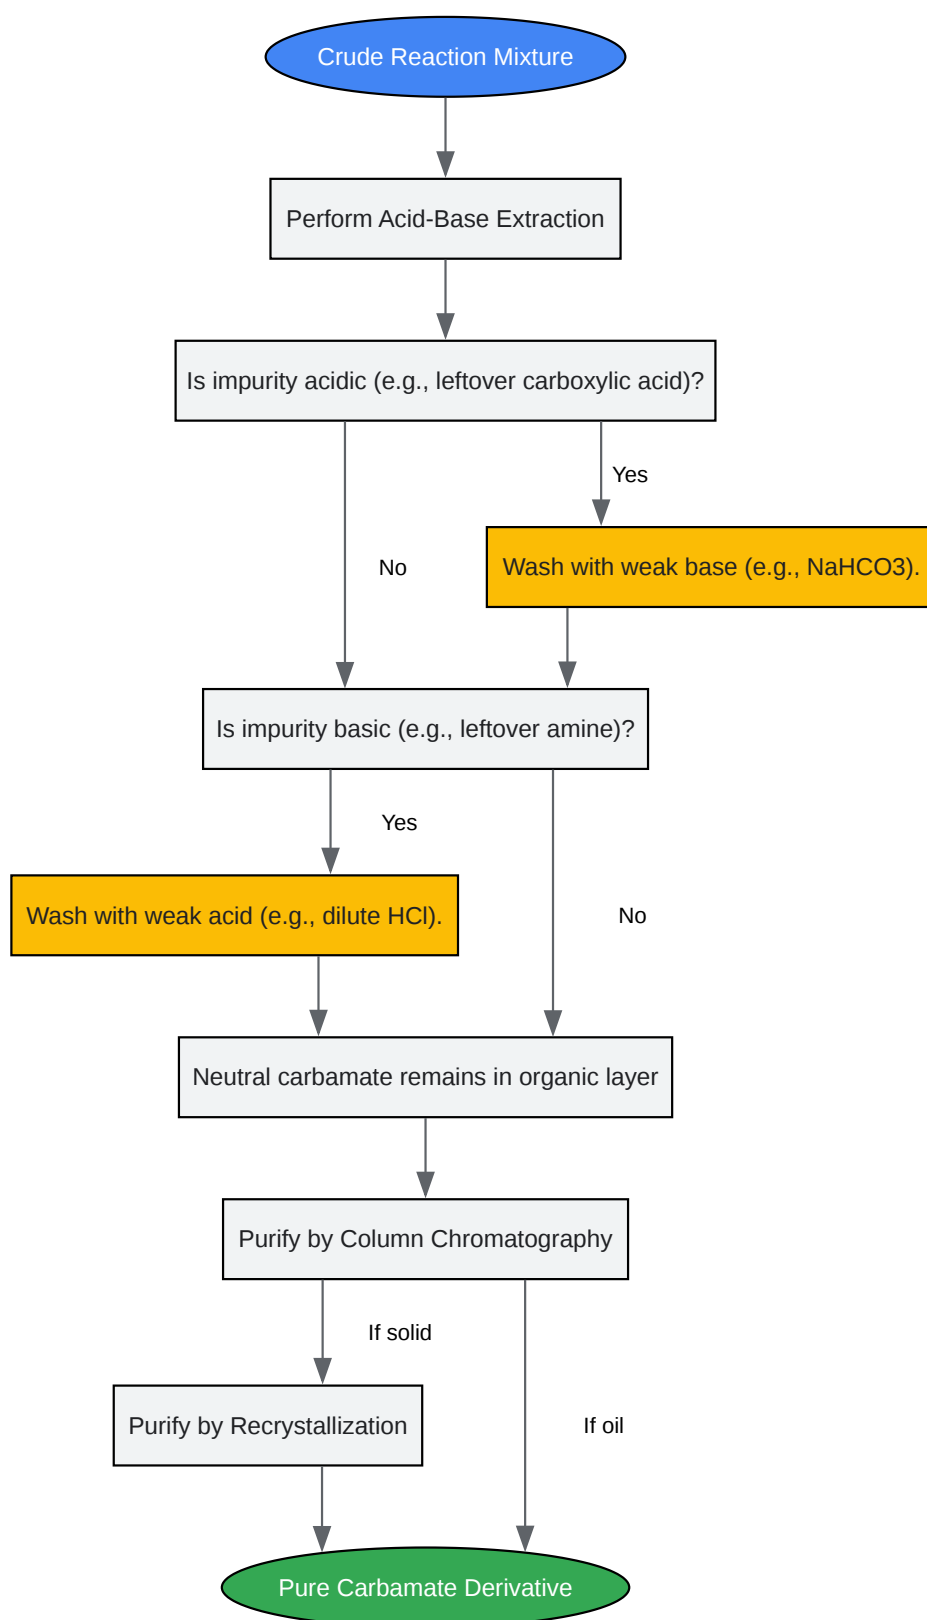 Crude Reaction Mixture
Perform Acid-Base Extraction
Is impurity acidic (e.g., leftover carboxylic acid)?
Yes
No
Wash with weak base (e.g., NaHCO3).
Is impurity basic (e.g., leftover amine)?
Yes
Wash with weak acid (e.g., dilute HCl).
No
Neutral carbamate remains in organic layer
Purify by Column Chromatography
If solid
Purify by Recrystallization
If oil
Pure Carbamate Derivative